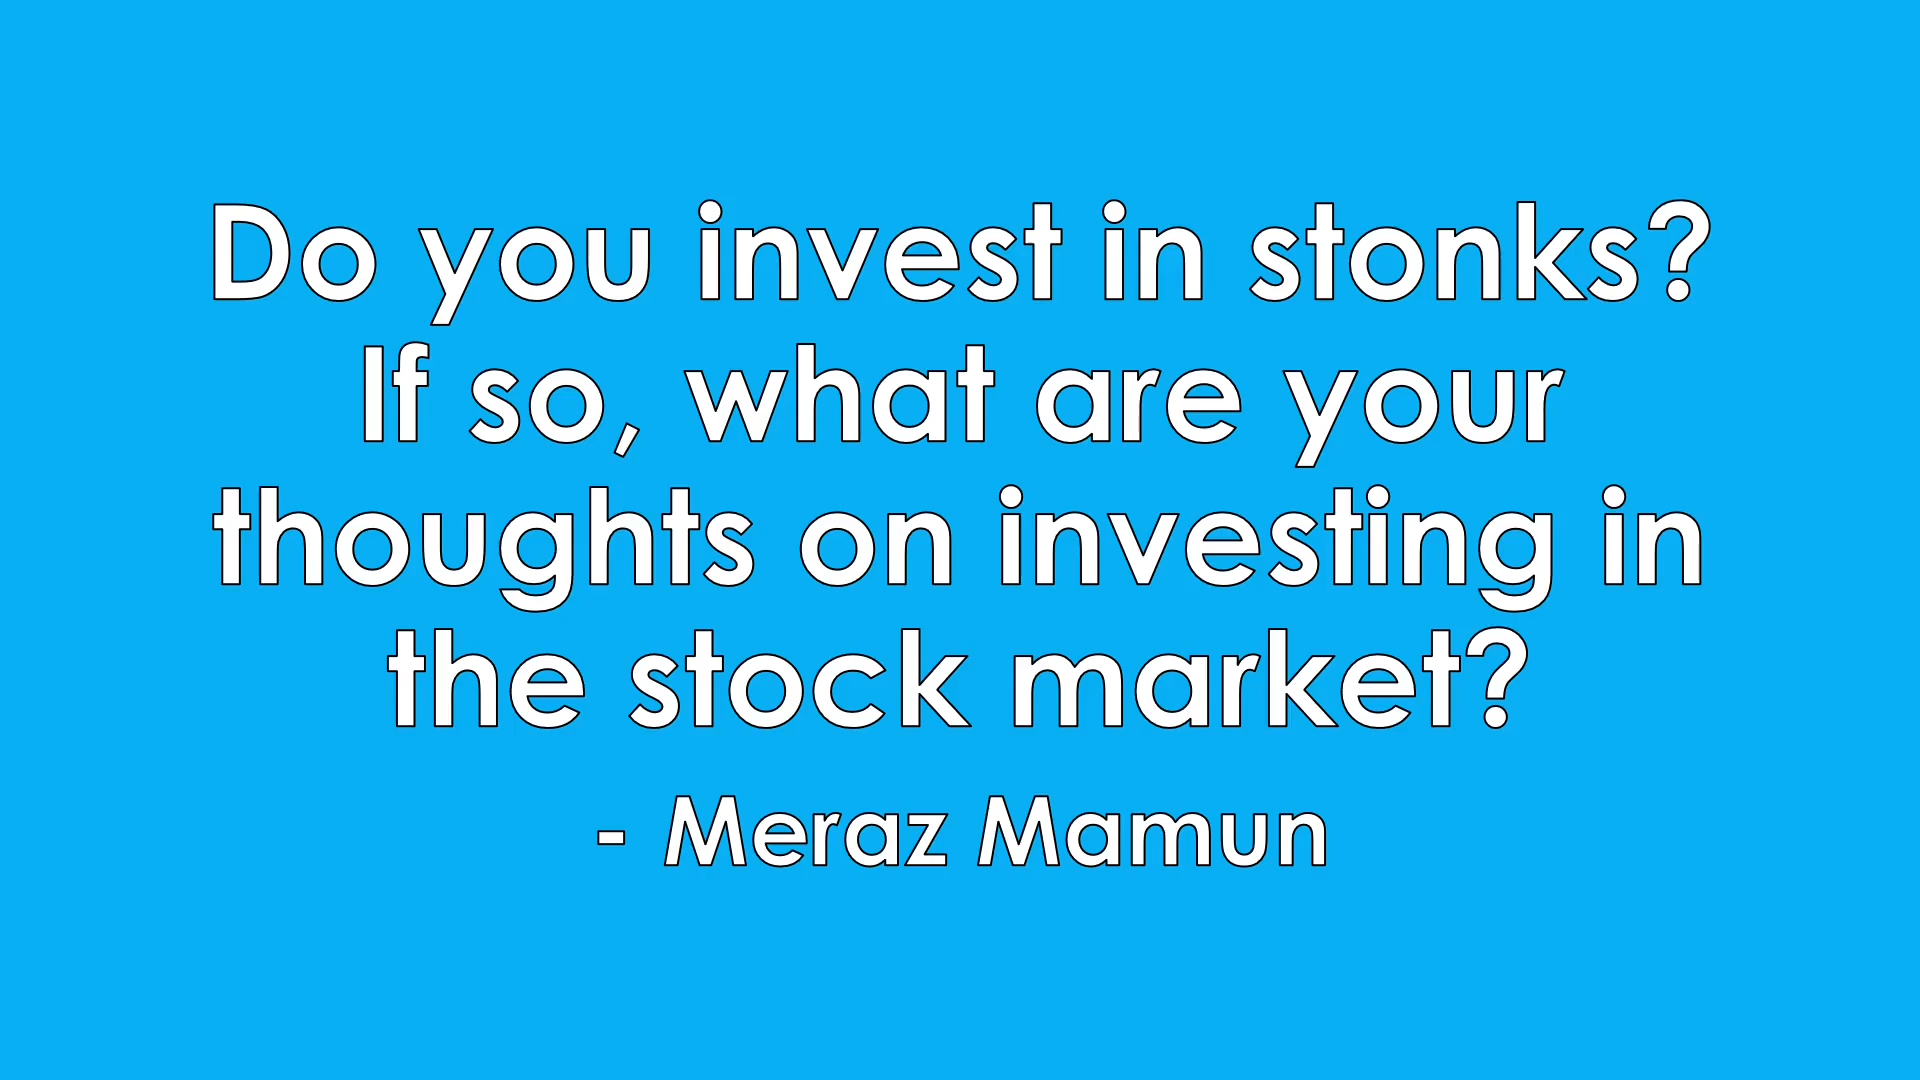 Do you invest in stonks?
If so, what are your
thoughts on investing in
the stock market?
- Meraz Mamun